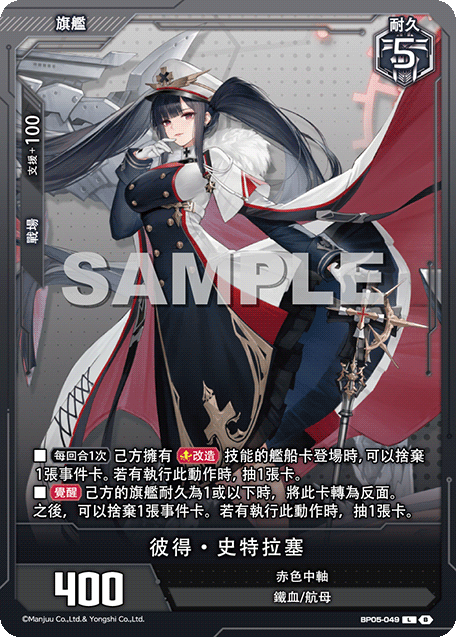 旗艦
耐久
5
支援+100
戰場
SAMPLE
■ 每回合1次 己方擁有 改造 技能的艦船卡登場時,可以捨棄
1張事件卡。若有執行此動作時,抽1張卡。
■ 覺醒 己方的旗艦耐久為1或以下時,將此卡轉為反面。
之後,可以捨棄1張事件卡。若有執行此動作時,抽1張卡。
彼得・史特拉塞
400
赤色中軸
鐵血/航母
©Manjuu Co.,Ltd.& Yongshi Co.,Ltd.
BP05-049 L B